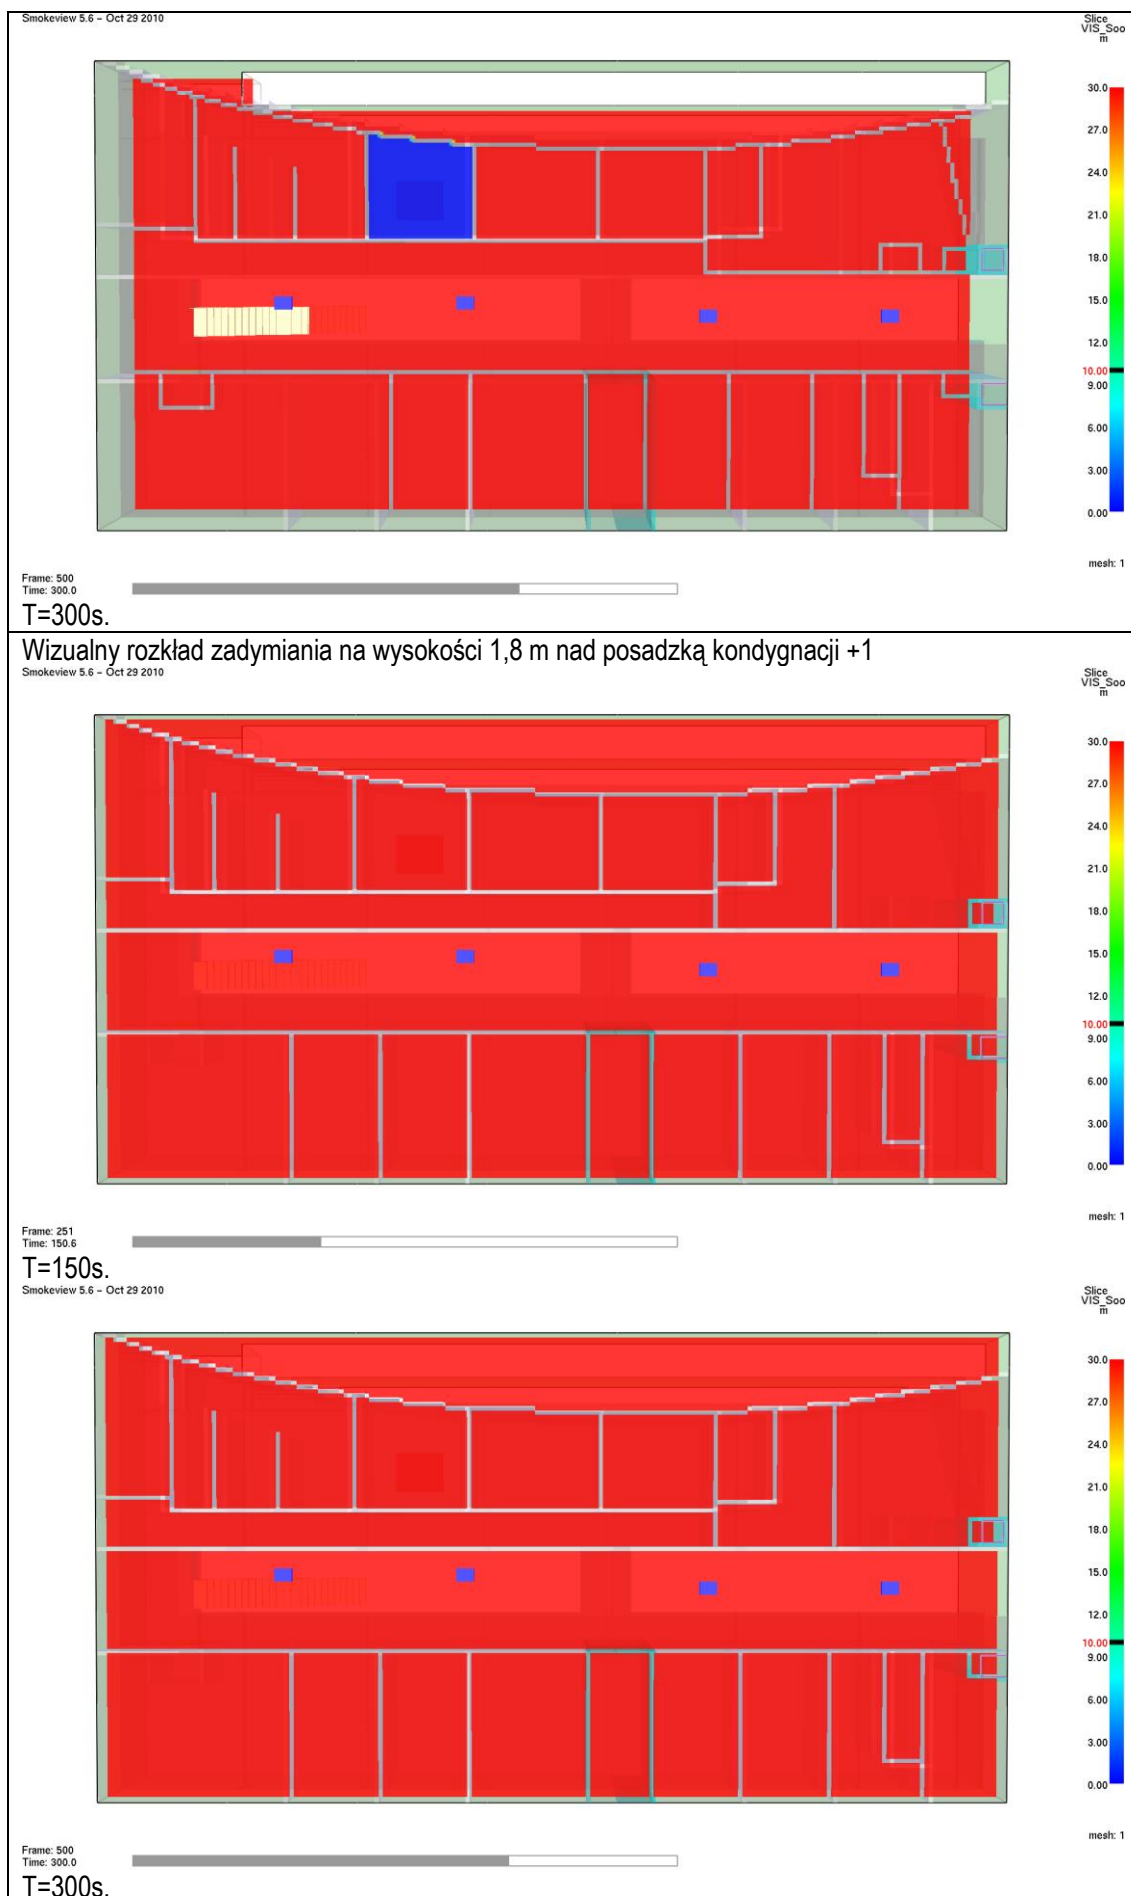 Smokeview 5.6 – Oct 29 2010
Slice
VIS_Soo
m
30.0
27.0
24.0
21.0
18.0
15.0
12.0
10.00
9.00
6.00
3.00
0.00
mesh: 1
Frame: 500
Time: 300.0
T=300s.
Wizualny rozkład zadymiania na wysokości 1,8 m nad posadzką kondygnacji +1
Smokeview 5.6 – Oct 29 2010
Slice
VIS_Soo
m
30.0
27.0
24.0
21.0
18.0
15.0
12.0
10.00
9.00
6.00
3.00
0.00
mesh: 1
Frame: 251
Time: 150.6
T=150s.
Smokeview 5.6 – Oct 29 2010
Slice
VIS_Soo
m
30.0
27.0
24.0
21.0
18.0
15.0
12.0
10.00
9.00
6.00
3.00
0.00
mesh: 1
Frame: 500
Time: 300.0
T=300s.